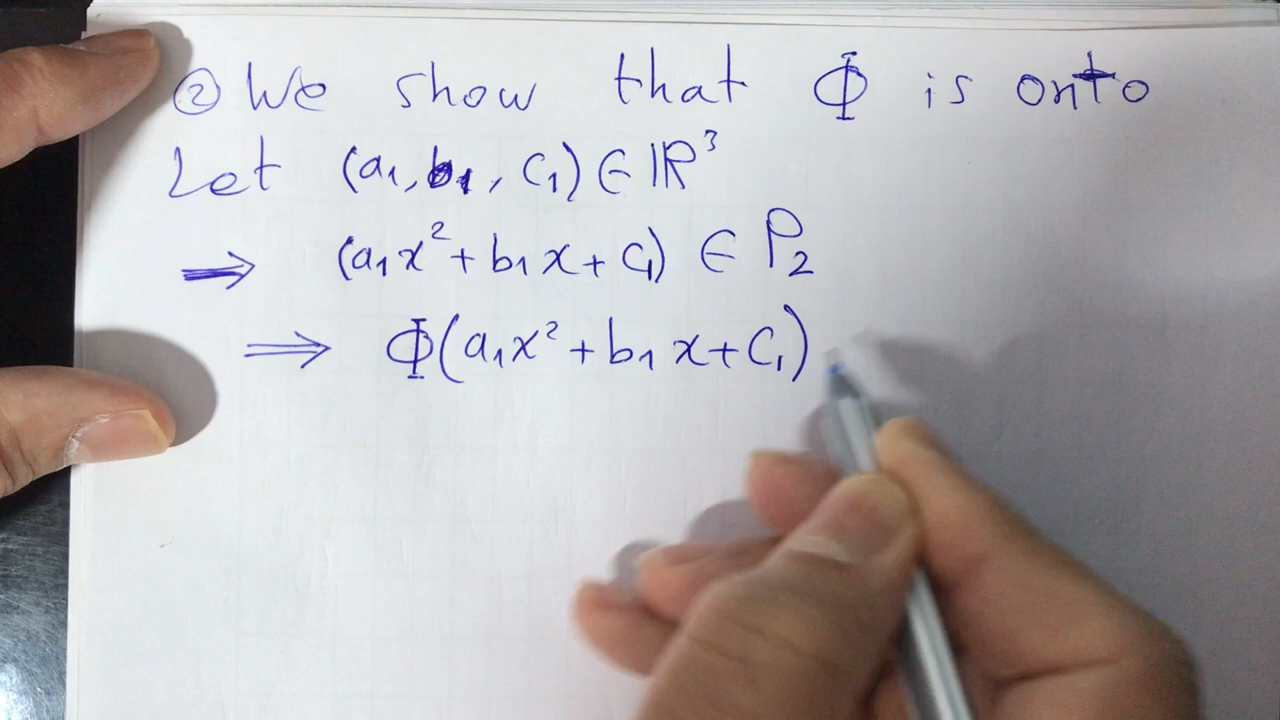 ② We show that Φ is onto
Let (a₁, b₁, c₁) ∈ ℝ³
⇒ (a₁x² + b₁x + c₁) ∈ P₂
⇒ Φ(a₁x² + b₁x + c₁)